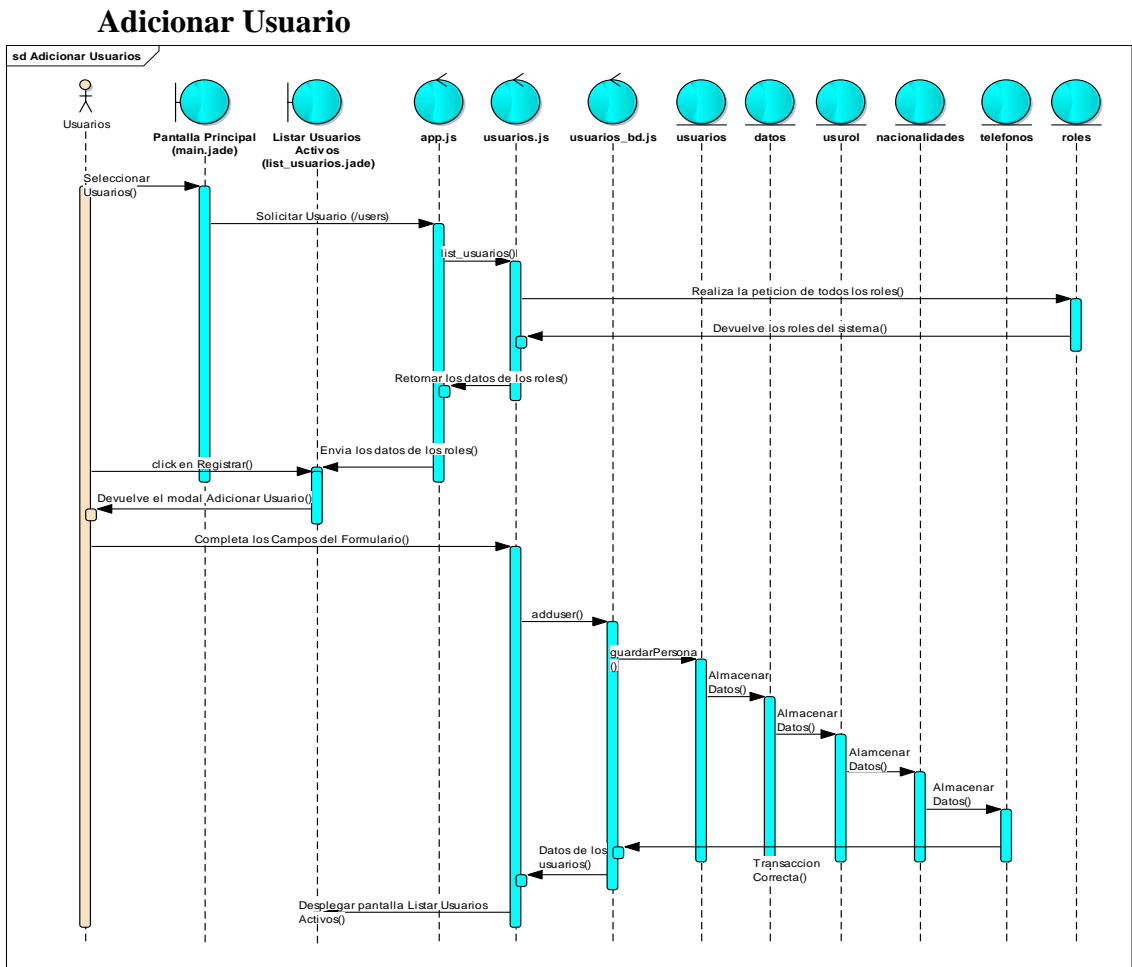 Adicionar Usuario
sd Adicionar Usuarios
Usuarios
Pantalla Principal
(main.jade)
Listar Usuarios
Activos
(list_usuarios.jade)
app.js
usuarios.js
usuarios_bd.js
usuarios
datos
usurol
nacionalidades
telefonos
roles
Seleccionar
Usuarios()
Solicitar Usuario (/users)
list_usuarios()
Realiza la peticion de todos los roles()
Devuelve los roles del sistema()
Retornar los datos de los roles()
Envia los datos de los roles()
click en Registrar()
Devuelve el modal Adicionar Usuario()
Completa los Campos del Formulario()
adduser()
guardarPersona
()
Almacenar
Datos()
Almacenar
Datos()
Alamcenar
Datos()
Almacenar
Datos()
Transaccion
Correcta()
Datos de los
usuarios()
Desplegar pantalla Listar Usuarios
Activos()